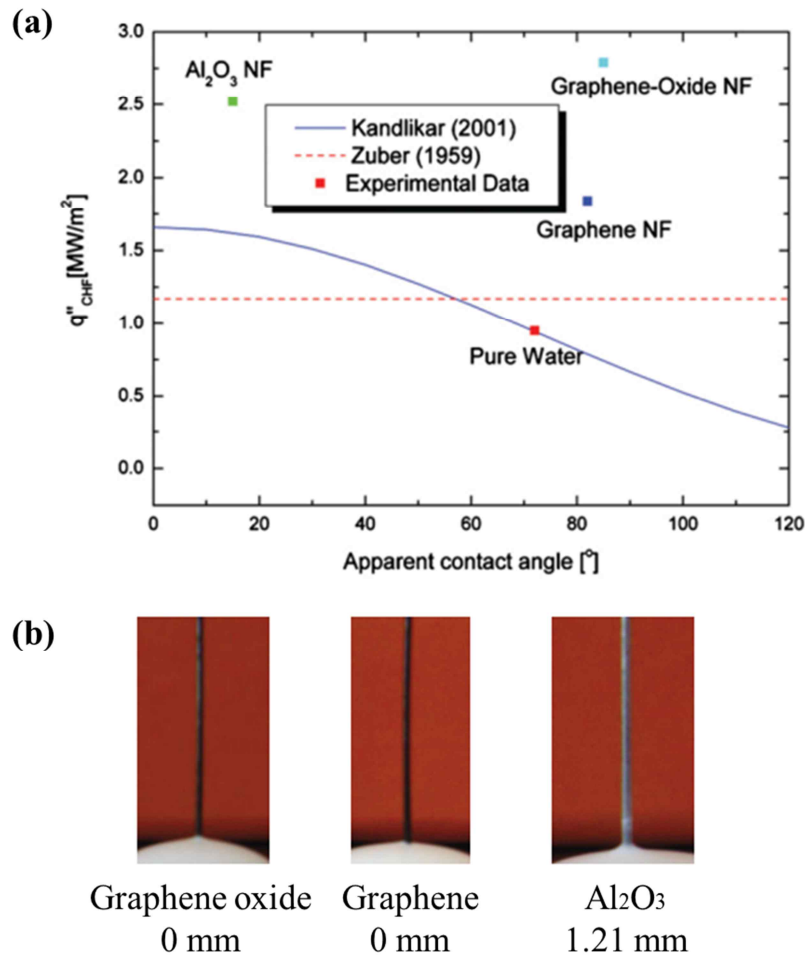 (a)
3.0
2.5
2.0
1.5
1.0
0.5
0.0
q"CHF[MW/m²]
Al₂O₃ NF
Graphene-Oxide NF
Kandlikar (2001)
Zuber (1959)
Experimental Data
Graphene NF
Pure Water
0 20 40 60 80 100 120
Apparent contact angle [°]
(b)
Graphene oxide Graphene Al₂O₃
0 mm 0 mm 1.21 mm